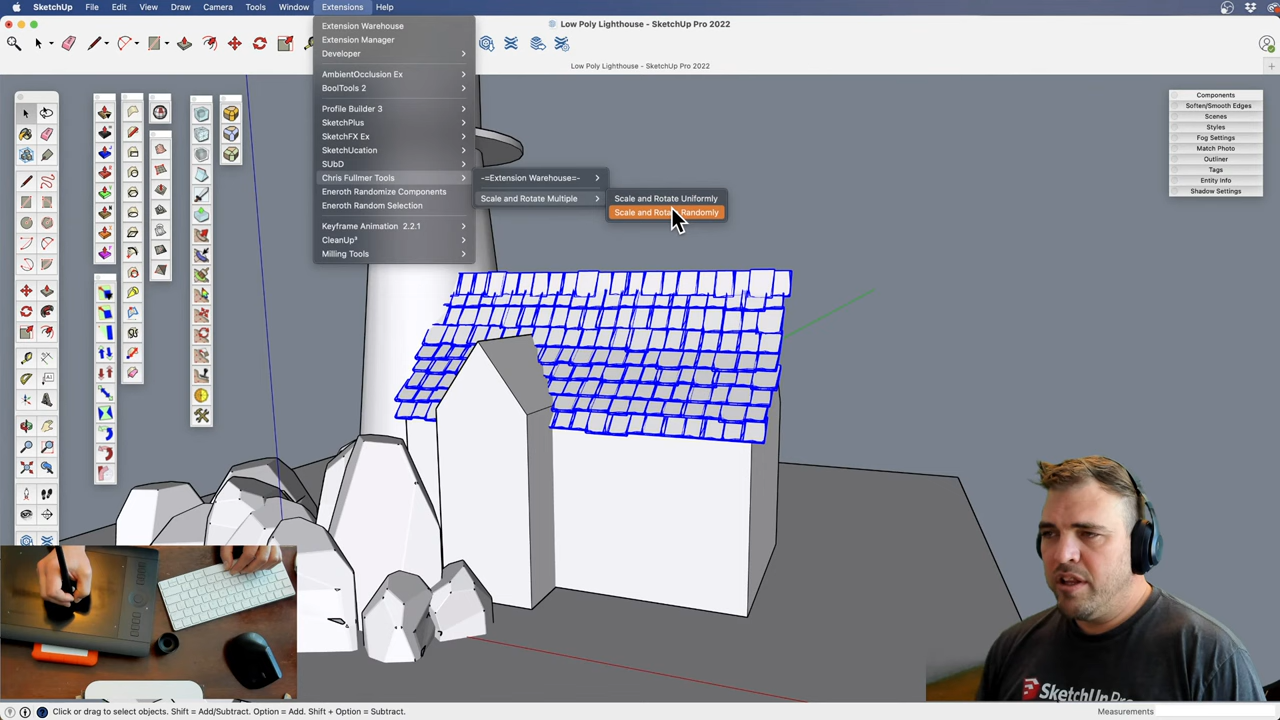 SketchUp File Edit View Draw Camera Tools Window Extensions Help
Low Poly Lighthouse - SketchUp Pro 2022
Low Poly Lighthouse - SketchUp Pro 2022
Extension Warehouse
Extension Manager
Developer
AmbientOcclusion Ex
BoolTools 2
Profile Builder 3
SketchPlus
SketchFX Ex
SketchUcation
SUbD
Chris Fullmer Tools
Eneroth Randomize Components
Eneroth Random Selection
Keyframe Animation 2.2.1
CleanUp³
Milling Tools
-=Extension Warehouse=-
Scale and Rotate Multiple
Scale and Rotate Uniformly
Scale and Rotate Randomly
Components
Soften/Smooth Edges
Scenes
Styles
Fog Settings
Match Photo
Outliner
Tags
Entity Info
Shadow Settings
SketchUpPro
Click or drag to select objects. Shift = Add/Subtract. Option = Add. Shift + Option = Subtract.
Measurements